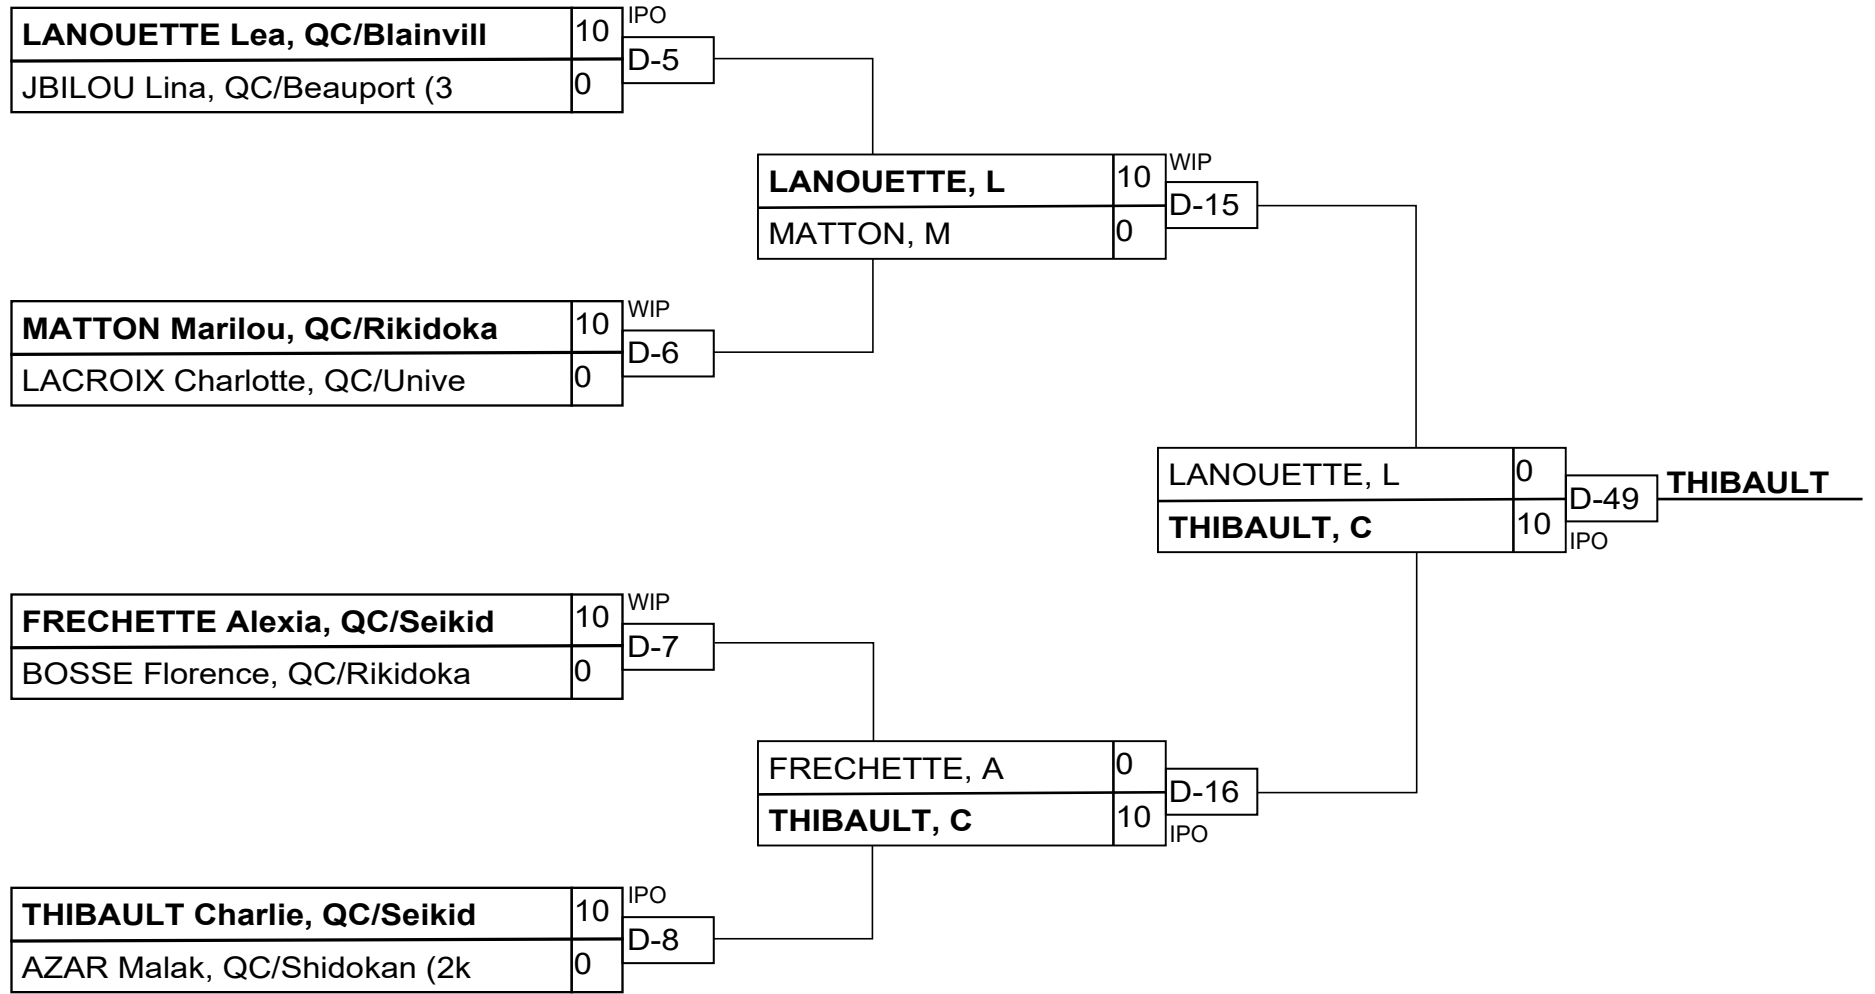 LANOUETTE Lea, QC/Blainvill 10 IPO
D-5
JBILOU Lina, QC/Beauport (3 0
LANOUETTE, L 10 WIP
D-15
MATTON, M 0
MATTON Marilou, QC/Rikidoka 10 WIP
D-6
LACROIX Charlotte, QC/Unive 0
LANOUETTE, L 0
D-49 THIBAULT
THIBAULT, C 10 IPO
FRECHETTE Alexia, QC/Seikid 10 WIP
D-7
BOSSE Florence, QC/Rikidoka 0
FRECHETTE, A 0
D-16
THIBAULT, C 10 IPO
THIBAULT Charlie, QC/Seikid 10 IPO
D-8
AZAR Malak, QC/Shidokan (2k 0